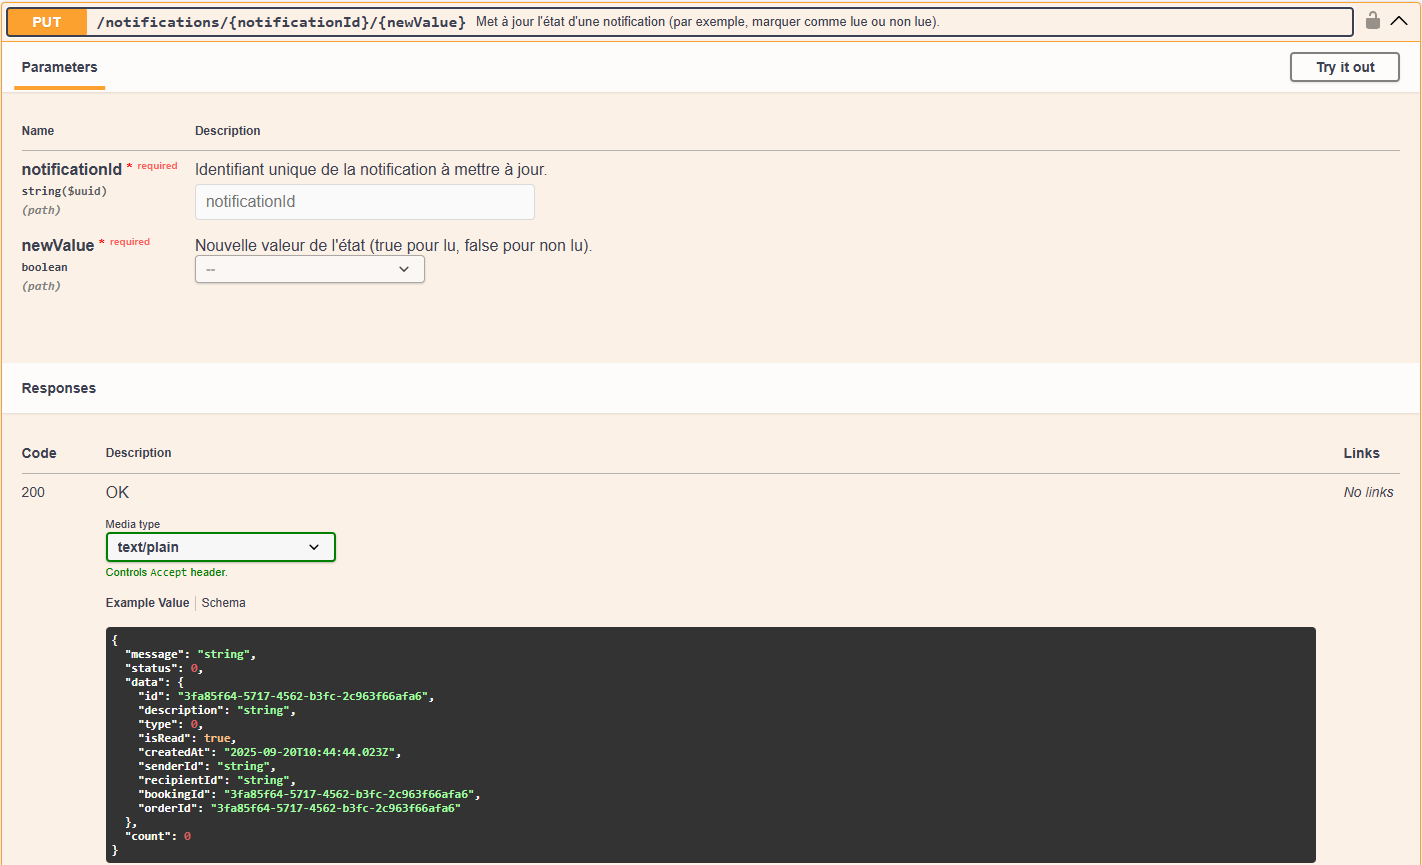 PUT /notifications/{notificationId}/{newValue} Met à jour l'état d'une notification (par exemple, marquer comme lue ou non lue).
Parameters
Try it out
Name Description
notificationId * required Identifiant unique de la notification à mettre à jour.
string($uuid)
(path)
notificationId
newValue * required Nouvelle valeur de l'état (true pour lu, false pour non lu).
boolean
(path)
--
Responses
Code Description Links
200 OK No links
Media type
text/plain
Controls Accept header.
Example Value Schema
{
  "message": "string",
  "status": 0,
  "data": {
    "id": "3fa85f64-5717-4562-b3fc-2c963f66afa6",
    "description": "string",
    "type": 0,
    "isRead": true,
    "createdAt": "2025-09-20T10:44:44.023Z",
    "senderId": "string",
    "recipientId": "string",
    "bookingId": "3fa85f64-5717-4562-b3fc-2c963f66afa6",
    "orderId": "3fa85f64-5717-4562-b3fc-2c963f66afa6"
  },
  "count": 0
}